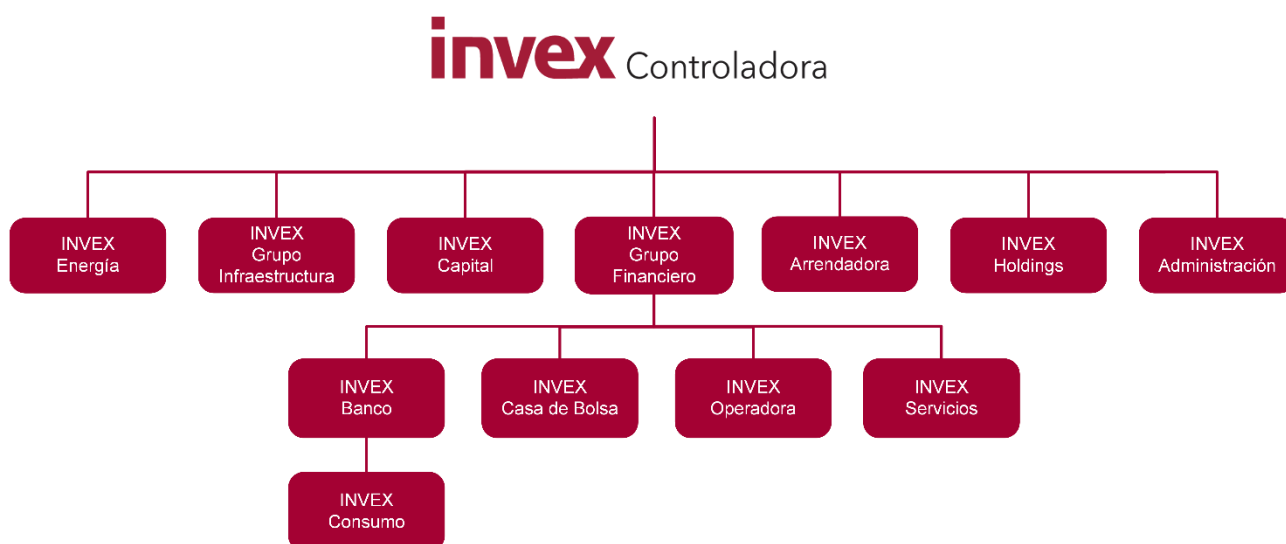 invex Controladora
INVEX
Energía
INVEX
Grupo
Infraestructura
INVEX
Capital
INVEX
Grupo
Financiero
INVEX
Arrendadora
INVEX
Holdings
INVEX
Administración
INVEX
Banco
INVEX
Casa de Bolsa
INVEX
Operadora
INVEX
Servicios
INVEX
Consumo